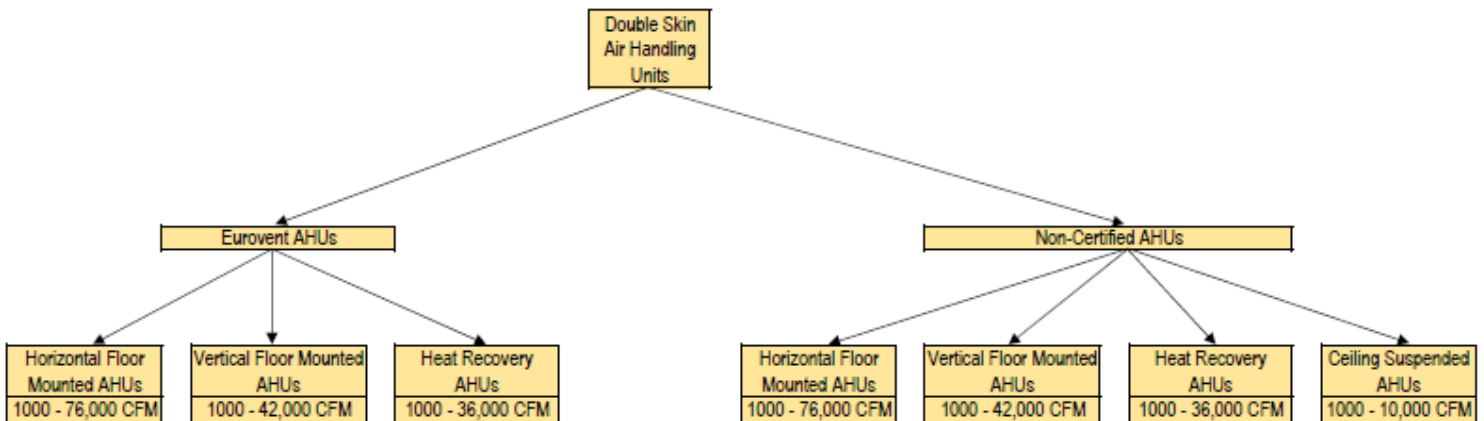 Double Skin
Air Handling
Units
Eurovent AHUs
Non-Certified AHUs
Horizontal Floor
Mounted AHUs
1000 - 76,000 CFM
Vertical Floor Mounted
AHUs
1000 - 42,000 CFM
Heat Recovery
AHUs
1000 - 36,000 CFM
Horizontal Floor
Mounted AHUs
1000 - 76,000 CFM
Vertical Floor Mounted
AHUs
1000 - 42,000 CFM
Heat Recovery
AHUs
1000 - 36,000 CFM
Ceiling Suspended
AHUs
1000 - 10,000 CFM